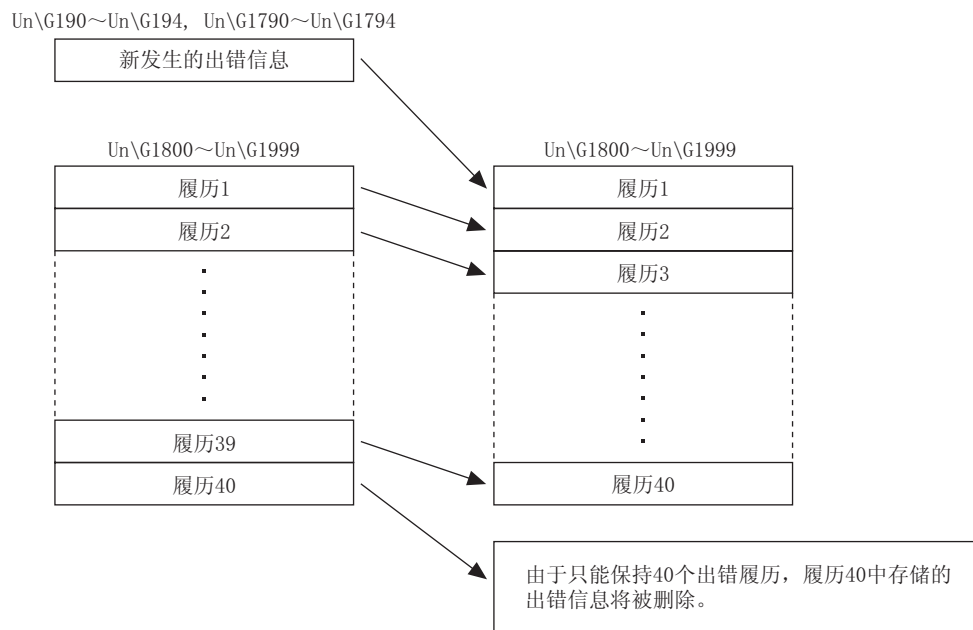 Un\G190～Un\G194, Un\G1790～Un\G1794
新发生的出错信息
Un\G1800～Un\G1999
履历1
履历2
履历39
履历40
Un\G1800～Un\G1999
履历1
履历2
履历3
履历40
由于只能保持40个出错履历，履历40中存储的
出错信息将被删除。